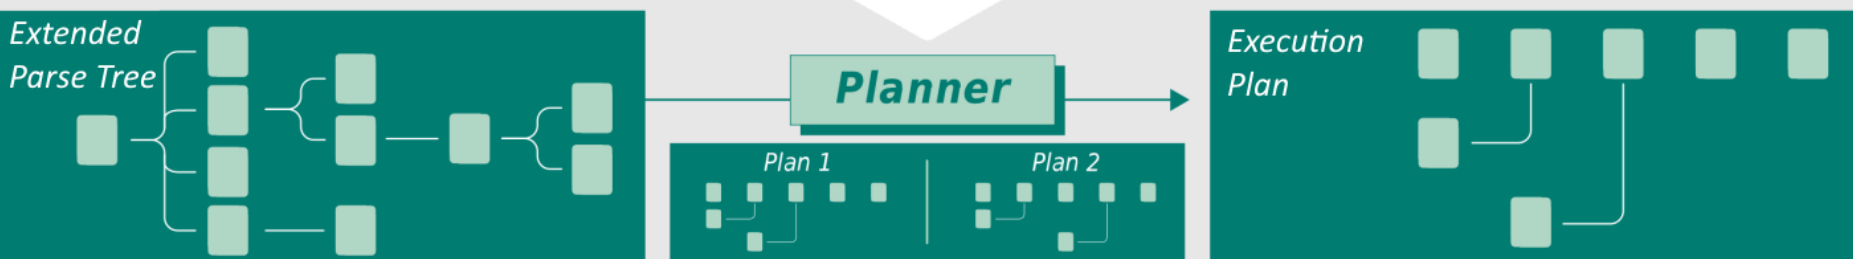 Extended
Parse Tree
Planner
Plan 1
Plan 2
Execution
Plan